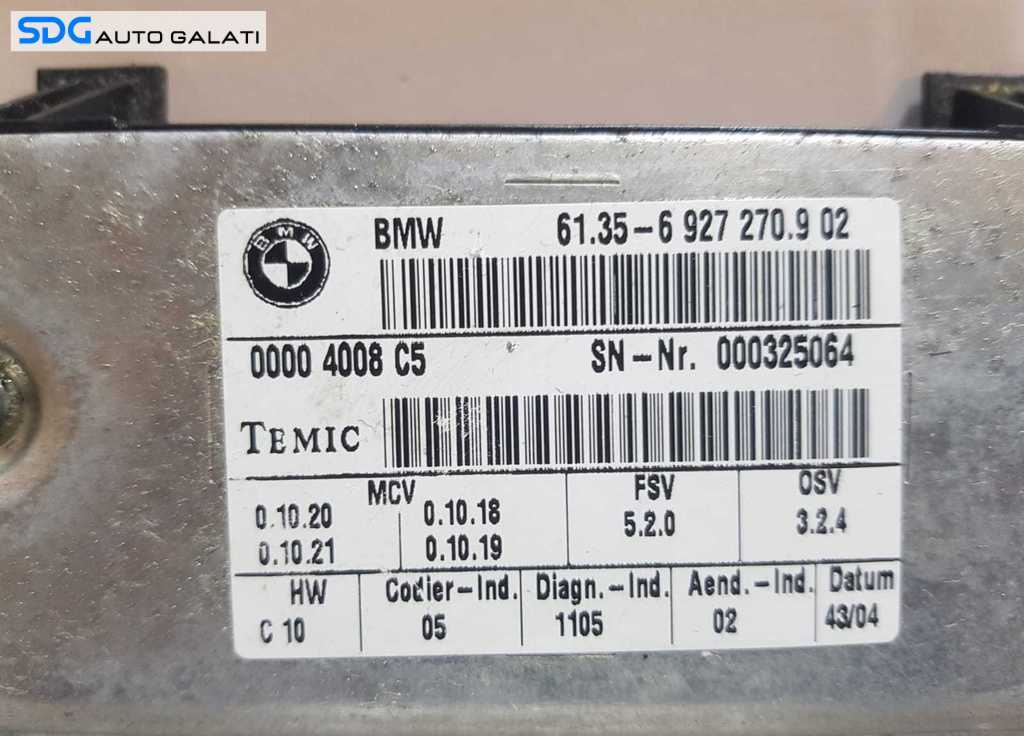 SDG AUTO GALATI
BMW
BMW 61.35-6 927 270.9 02
0000 4008 C5 SN-Nr. 000325064
TEMIC
MCV FSV OSV
0.10.20 0.10.18 5.2.0 3.2.4
0.10.21 0.10.19
HW Codier-Ind. Diagn.-Ind. Aend.-Ind. Datum
C 10 05 1105 02 43/04